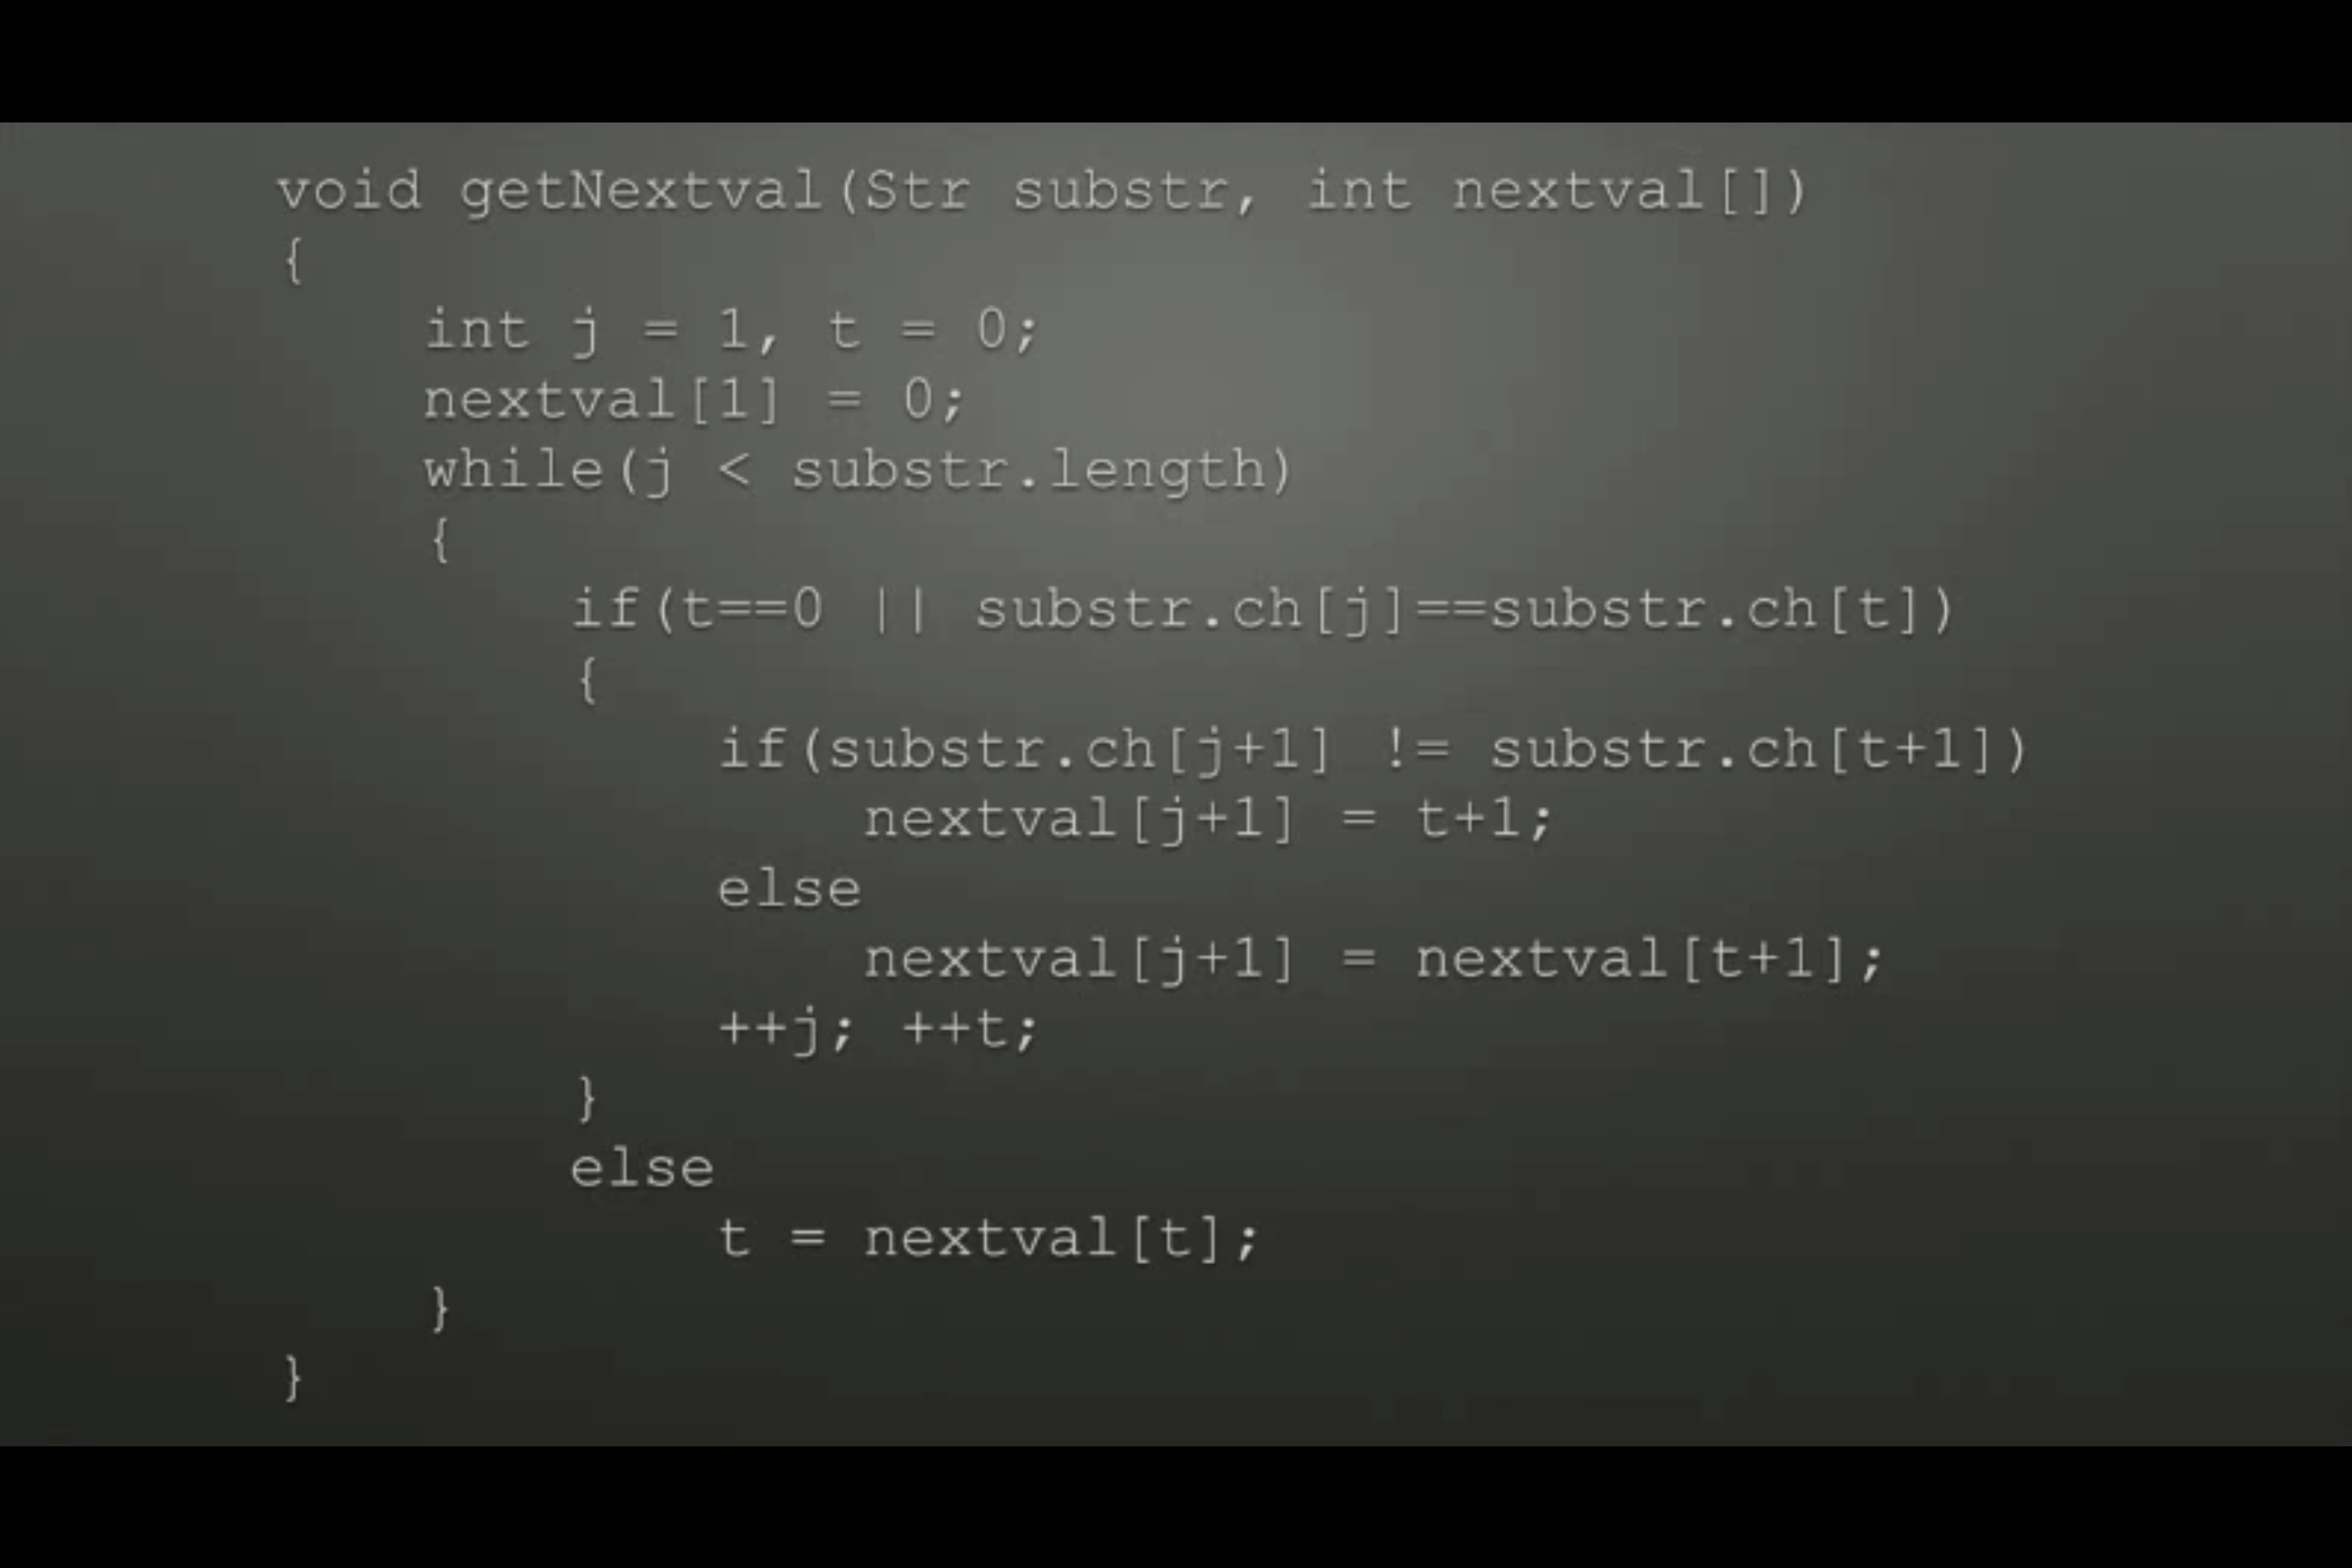 void getNextval(Str substr, int nextval[])
{
    int j = 1, t = 0;
    nextval[1] = 0;
    while(j < substr.length)
    {
        if(t==0 || substr.ch[j]==substr.ch[t])
        {
            if(substr.ch[j+1] != substr.ch[t+1])
                nextval[j+1] = t+1;
            else
                nextval[j+1] = nextval[t+1];
            ++j; ++t;
        }
        else
            t = nextval[t];
    }
}